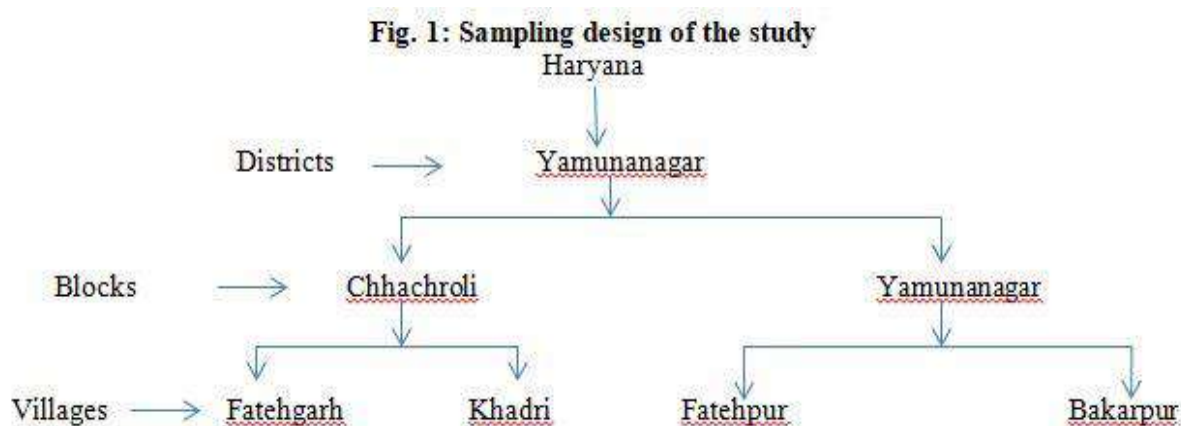 Fig. 1: Sampling design of the study
Haryana
Districts Yamunanagar
Blocks Chhachroli Yamunanagar
Villages Fatehgarh Khadri Fatehpur Bakarpur